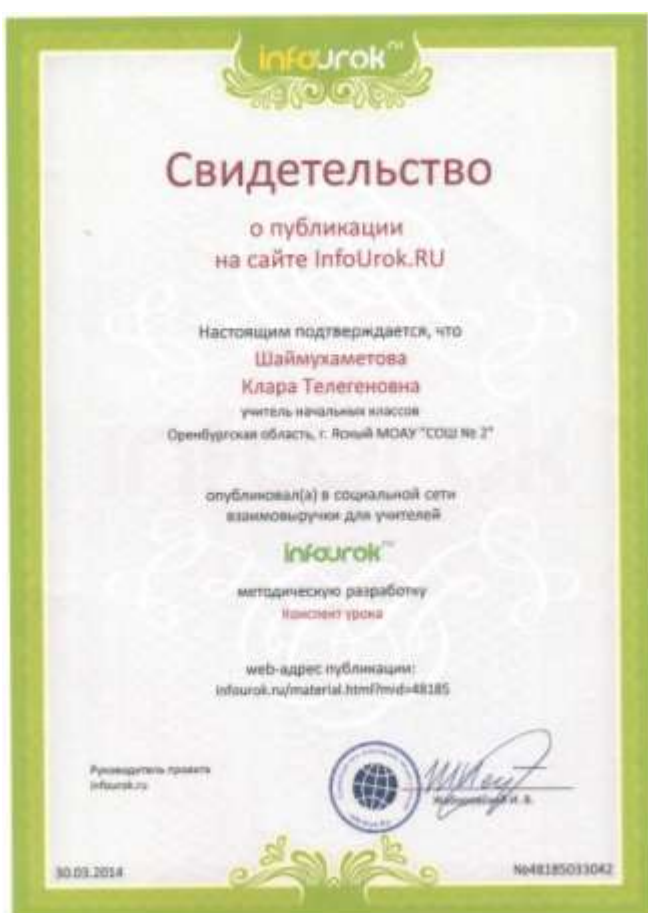 infourok™
Свидетельство
о публикации
на сайте InfoUrok.RU
Настоящим подтверждается, что
Шаймухаметова
Клара Телегеновна
учитель начальных классов
Оренбургская область, г. Ясный МОАУ "СОШ № 2"
опубликовал(а) в социальной сети
взаимовыручки для учителей
infourok™
методическую разработку
Конспект урока
web-адрес публикации:
infourok.ru/material.html?mid=48185
Руководитель проекта
infourok.ru
И. В.
30.03.2014
№48185033042